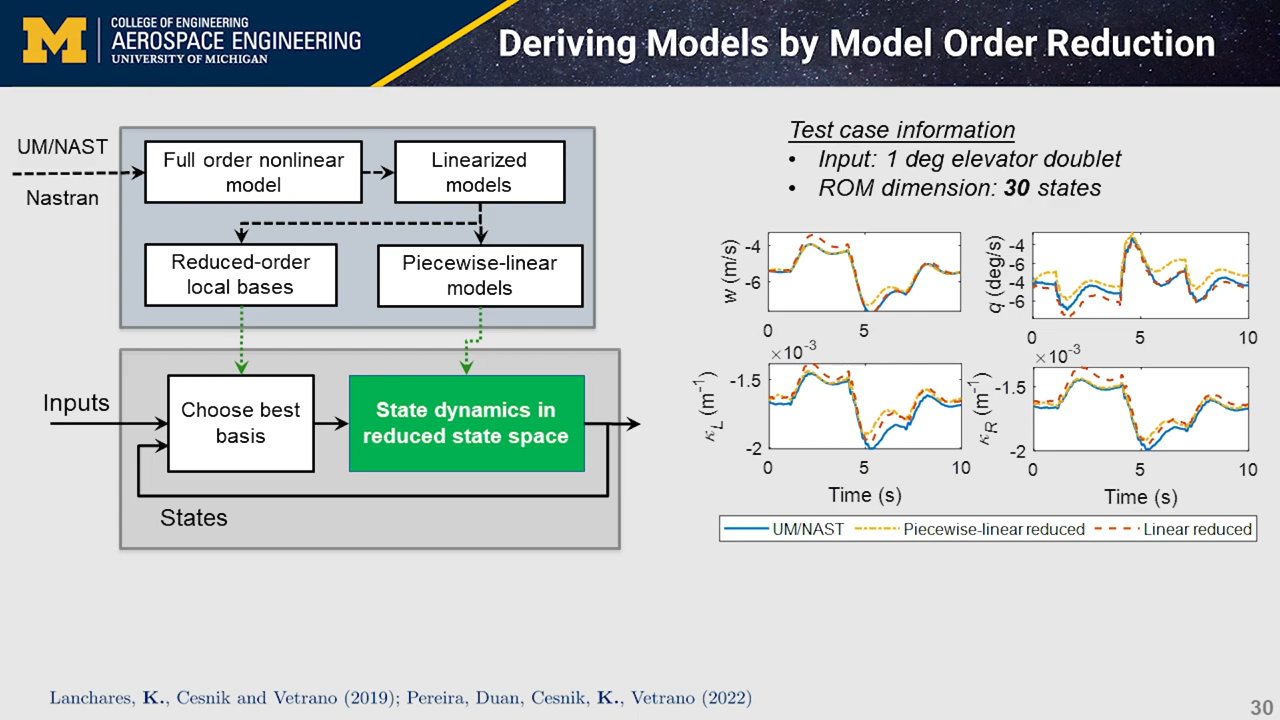 COLLEGE OF ENGINEERING
AEROSPACE ENGINEERING
UNIVERSITY OF MICHIGAN
Deriving Models by Model Order Reduction
UM/NAST
Nastran
Full order nonlinear
model
Linearized
models
Reduced-order
local bases
Piecewise-linear
models
Inputs
Choose best
basis
State dynamics in
reduced state space
States
Test case information
• Input: 1 deg elevator doublet
• ROM dimension: 30 states
w (m/s)
-4
-6
0
5
q (deg/s)
-4
-6
-4
-6
0
5
10
×10⁻³
κL (m⁻¹)
-1.5
-2
0
5
10
Time (s)
×10⁻³
κR (m⁻¹)
-1.5
-2
0
5
10
Time (s)
UM/NAST
Piecewise-linear reduced
Linear reduced
Lanchares, K., Cesnik and Vetrano (2019); Pereira, Duan, Cesnik, K., Vetrano (2022)
30